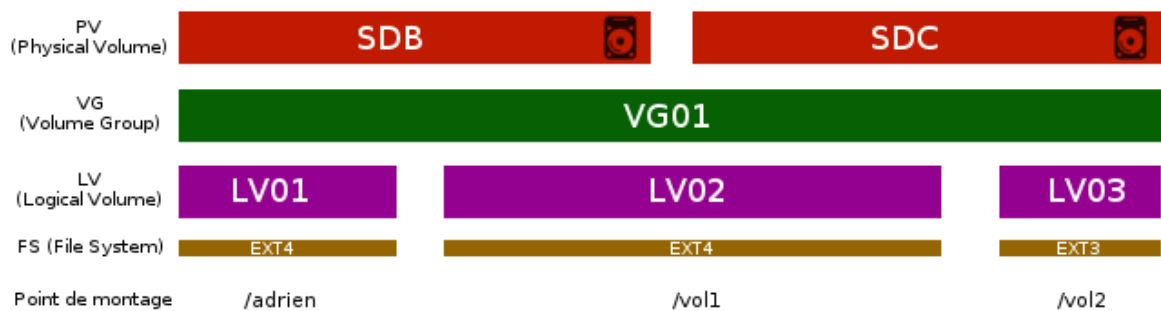 PV
(Physical Volume)
SDB
SDC
VG
(Volume Group)
VG01
LV
(Logical Volume)
LV01
LV02
LV03
FS (File System)
EXT4
EXT4
EXT3
Point de montage
/adrien
/vol1
/vol2